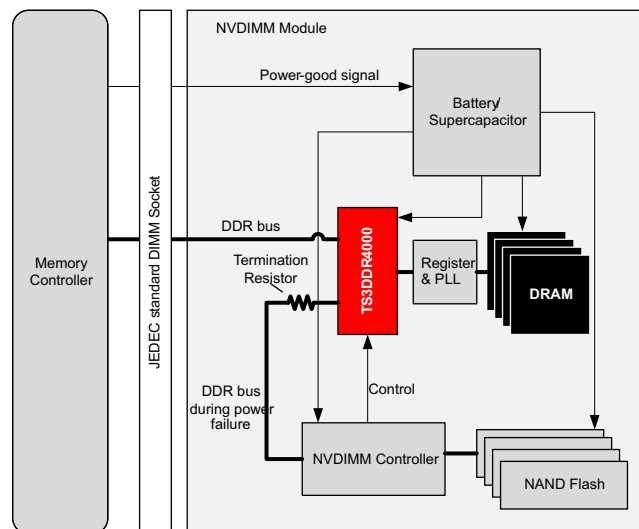 NVDIMM Module
Power-good signal
Battery/
Supercapacitor
Memory
Controller
JEDEC standard DIMM Socket
DDR bus
TS3DDR4000
Register
& PLL
DRAM
Termination
Resistor
DDR bus
during power
failure
Control
NVDIMM Controller
NAND Flash